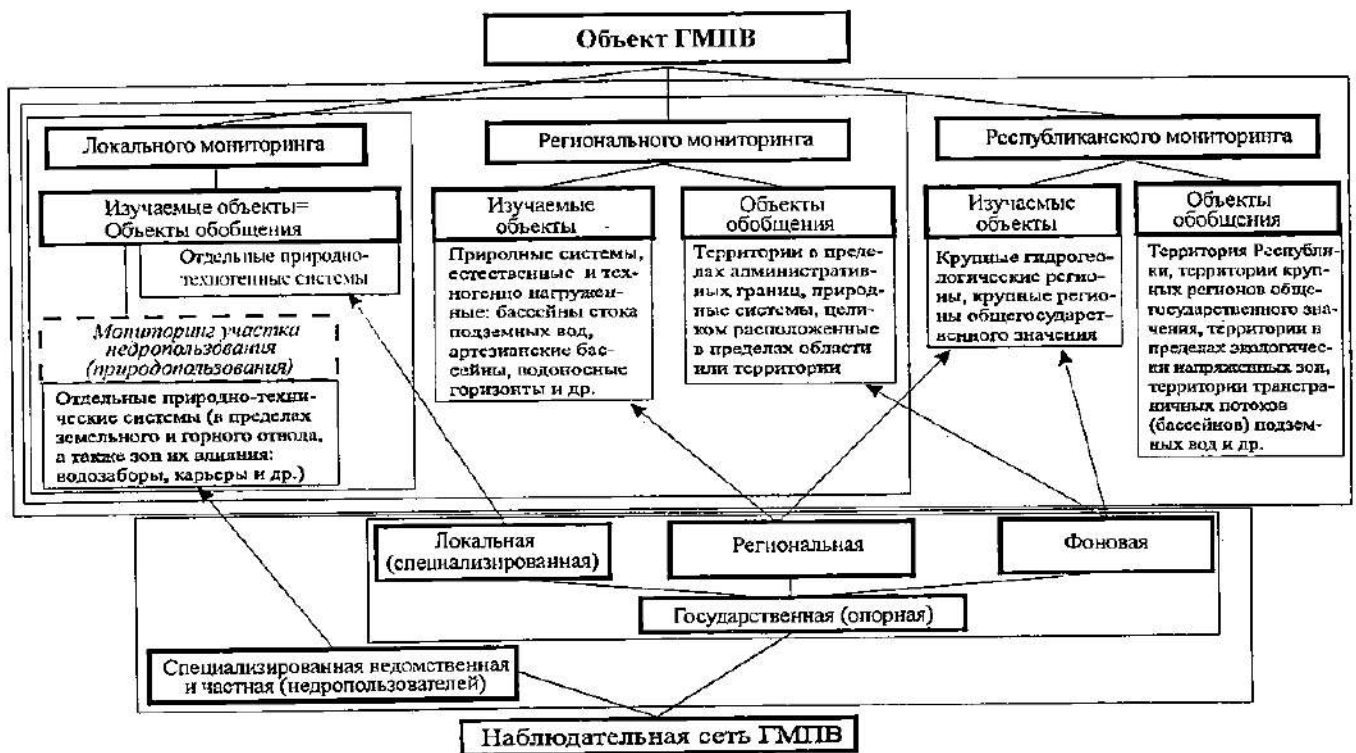 Объект ГМПВ
Локального мониторинга
Регионального мониторинга
Республиканского мониторинга
Изучаемые объекты=
Объекты обобщения
Отдельные природно-
техногенные системы
Мониторинг участка
недропользования
(природопользования)
Отдельные природно-техни-
ческие системы (в пределах
земельного и горного отвода,
а также зон их влияния:
водозаборы, карьеры и др.)
Изучаемые
объекты
Природные системы,
естественные и тех-
ногенно нагружен-
ные: бассейны стока
подземных вод,
артезианские бас-
сейны, водоносные
горизонты и др.
Объекты
обобщения
Территории в пре-
делах административ-
ных границ, природ-
ные системы, цели-
ком расположенные
в пределах области
или территории
Изучаемые
объекты
Крупные гидрогео-
логические регио-
ны, крупные регио-
ны общегосударст-
венного значения
Объекты
обобщения
Территория Республи-
ки, территории круп-
ных регионов обще-
государственного зна-
чения, территории в
пределах экологичес-
ки напряженных зон,
территории трансгра-
ничных потоков
(бассейнов) подзем-
ных вод и др.
Локальная
(специализированная)
Региональная
Фоновая
Государственная (опорная)
Специализированная ведомственная
и частная (недропользователей)
Наблюдательная сеть ГМПВ